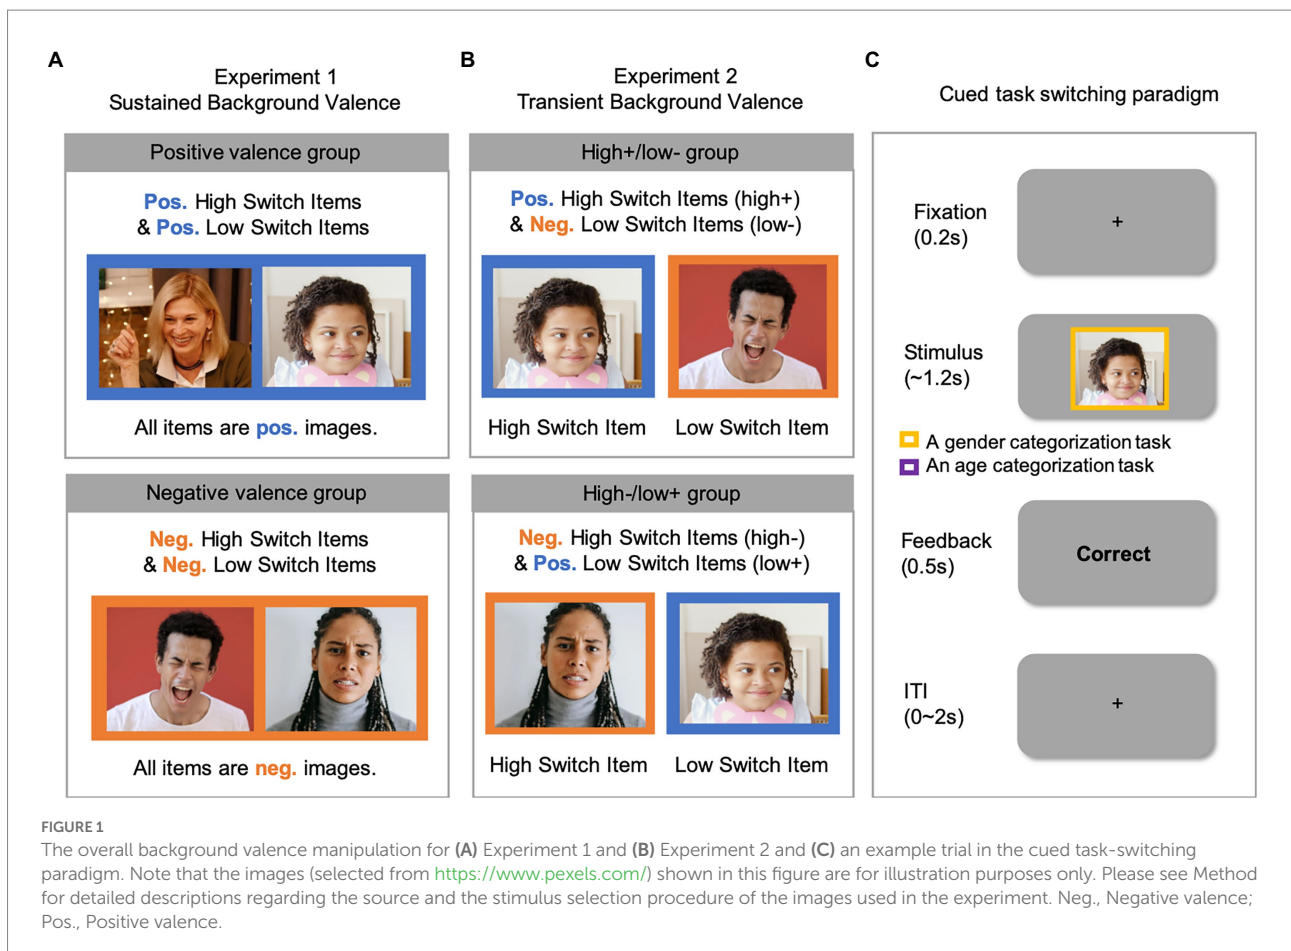 A
Experiment 1
Sustained Background Valence
Positive valence group
Pos. High Switch Items
& Pos. Low Switch Items
All items are pos. images.
Negative valence group
Neg. High Switch Items
& Neg. Low Switch Items
All items are neg. images.
B
Experiment 2
Transient Background Valence
High+/low- group
Pos. High Switch Items (high+)
& Neg. Low Switch Items (low-)
High Switch Item
Low Switch Item
High-/low+ group
Neg. High Switch Items (high-)
& Pos. Low Switch Items (low+)
High Switch Item
Low Switch Item
C
Cued task switching paradigm
Fixation
(0.2s)
+
Stimulus
(~1.2s)
A gender categorization task
An age categorization task
Feedback
(0.5s)
Correct
ITI
(0~2s)
+
FIGURE 1
The overall background valence manipulation for (A) Experiment 1 and (B) Experiment 2 and (C) an example trial in the cued task-switching
paradigm. Note that the images (selected from https://www.pexels.com/) shown in this figure are for illustration purposes only. Please see Method
for detailed descriptions regarding the source and the stimulus selection procedure of the images used in the experiment. Neg., Negative valence;
Pos., Positive valence.